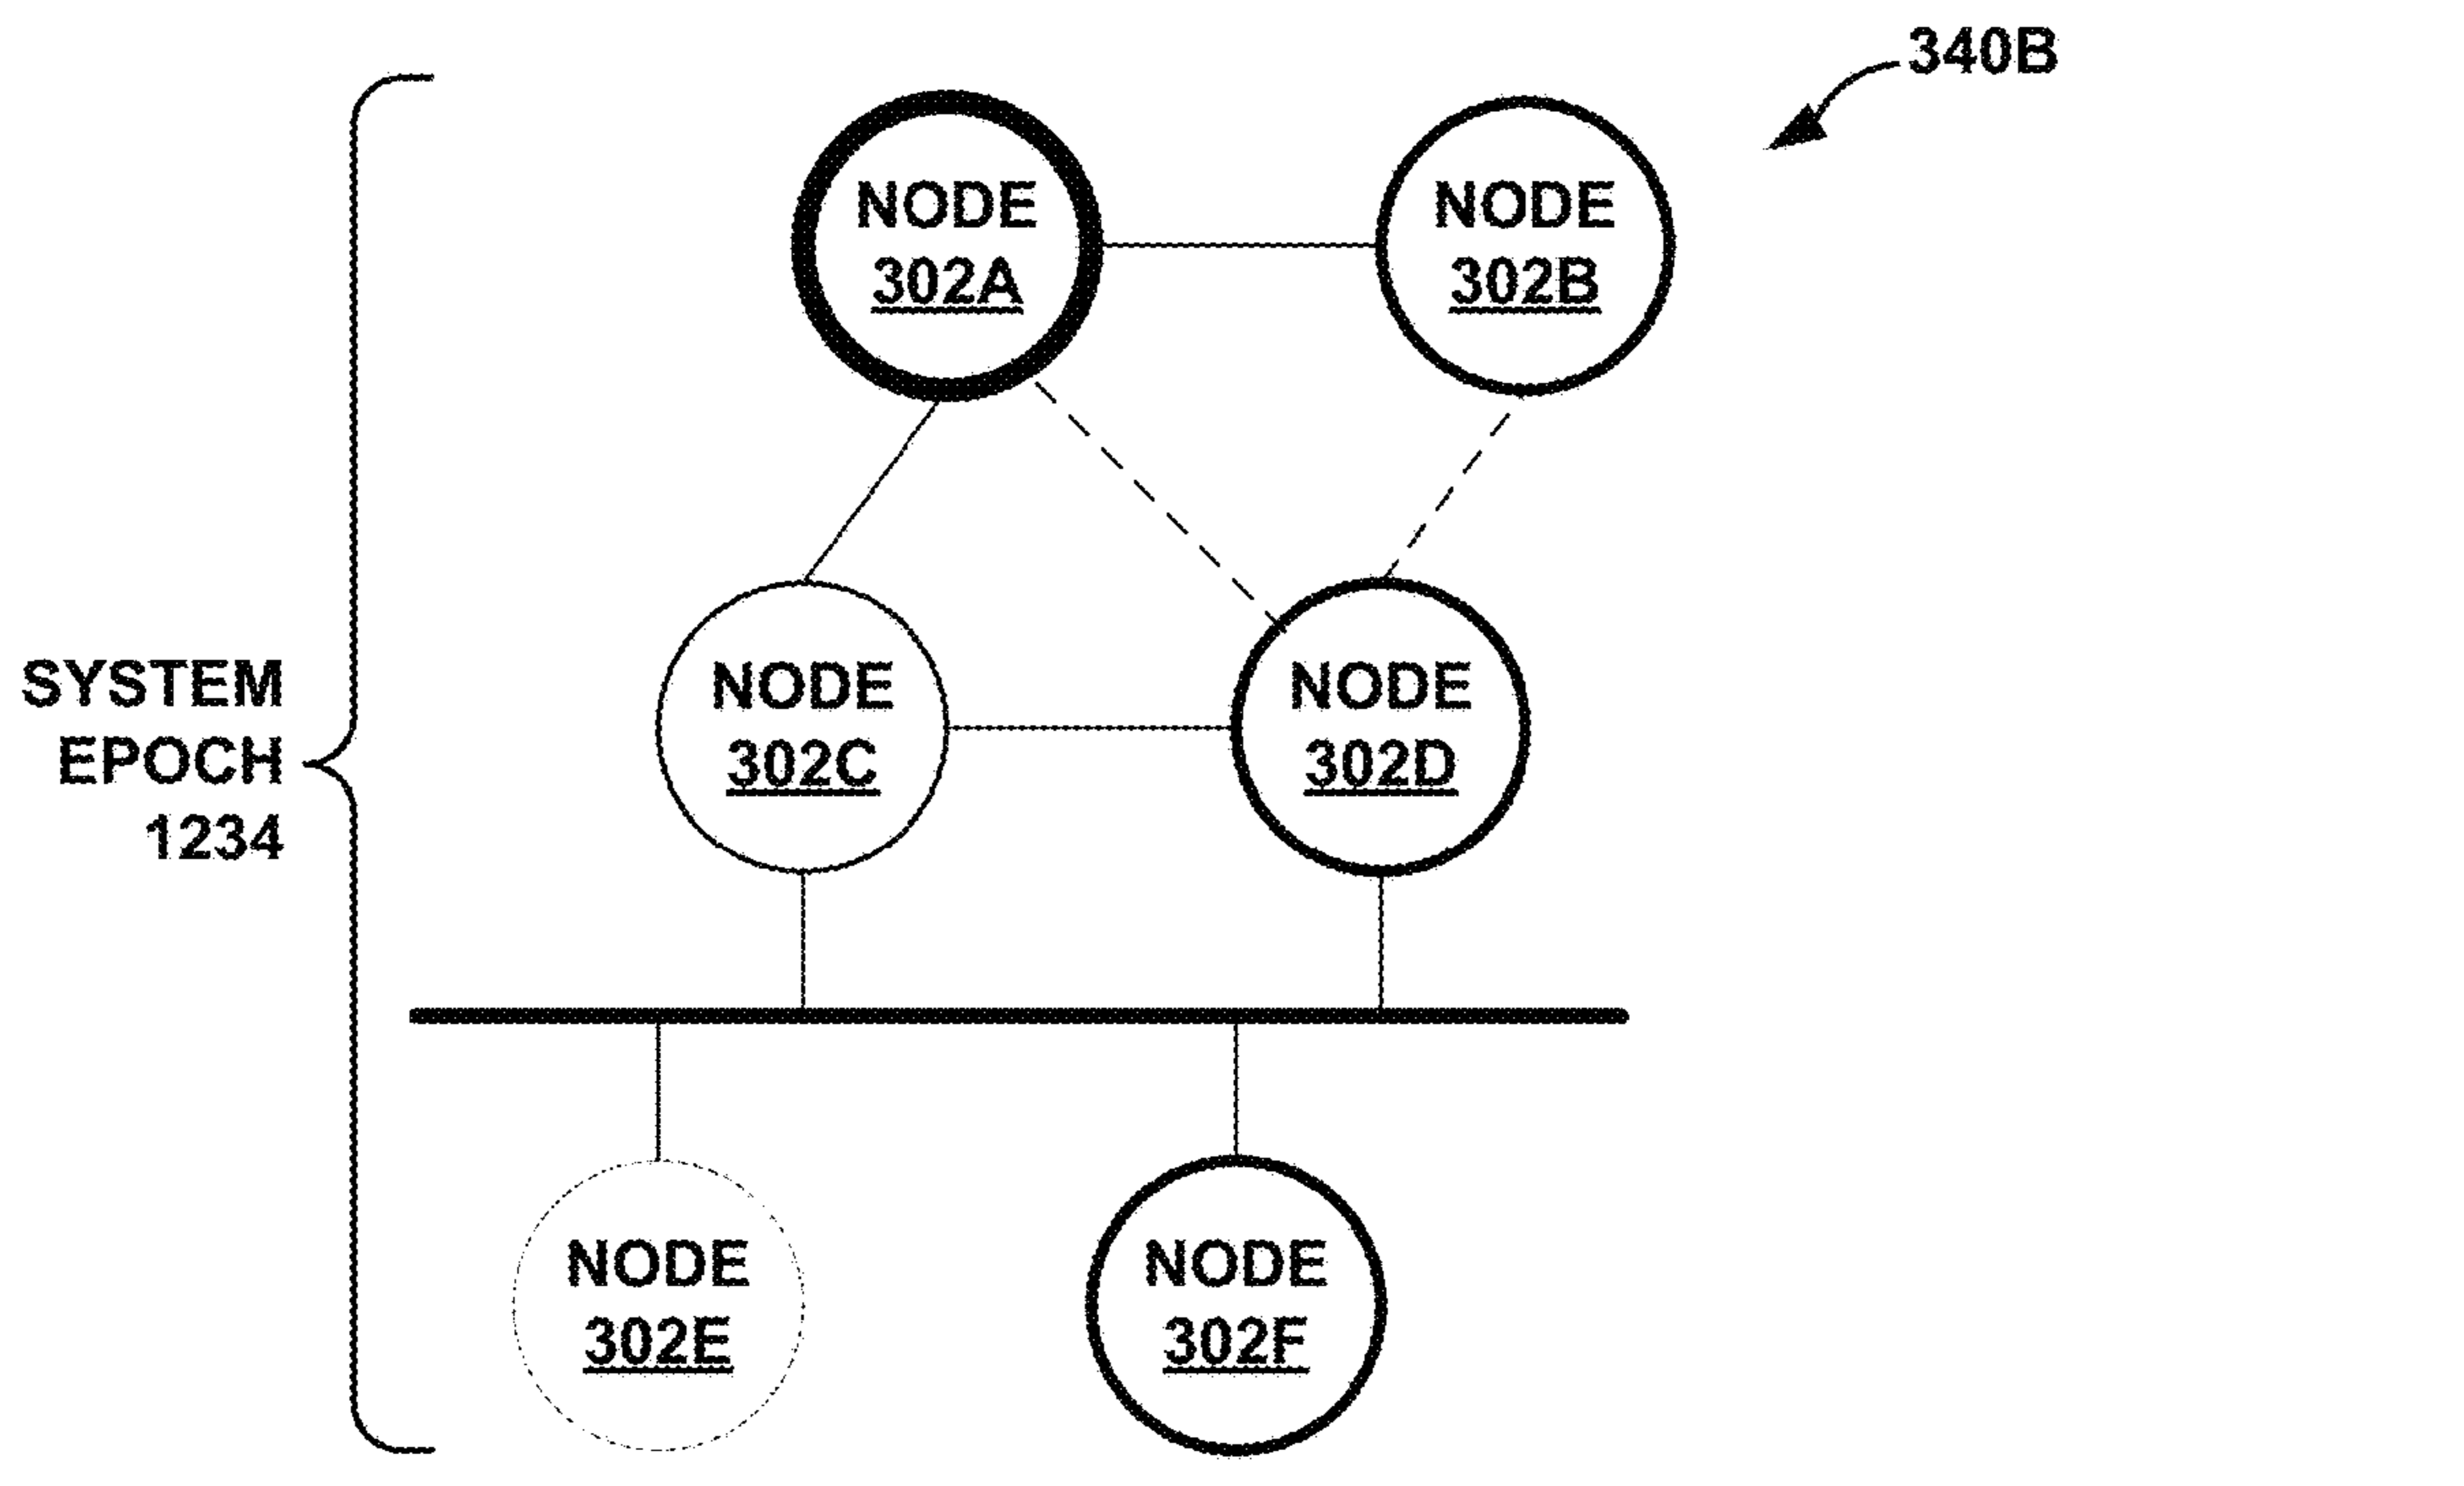 340B
NODE
302A
NODE
302B
SYSTEM
EPOCH
1234
NODE
302C
NODE
302D
NODE
302E
NODE
302F